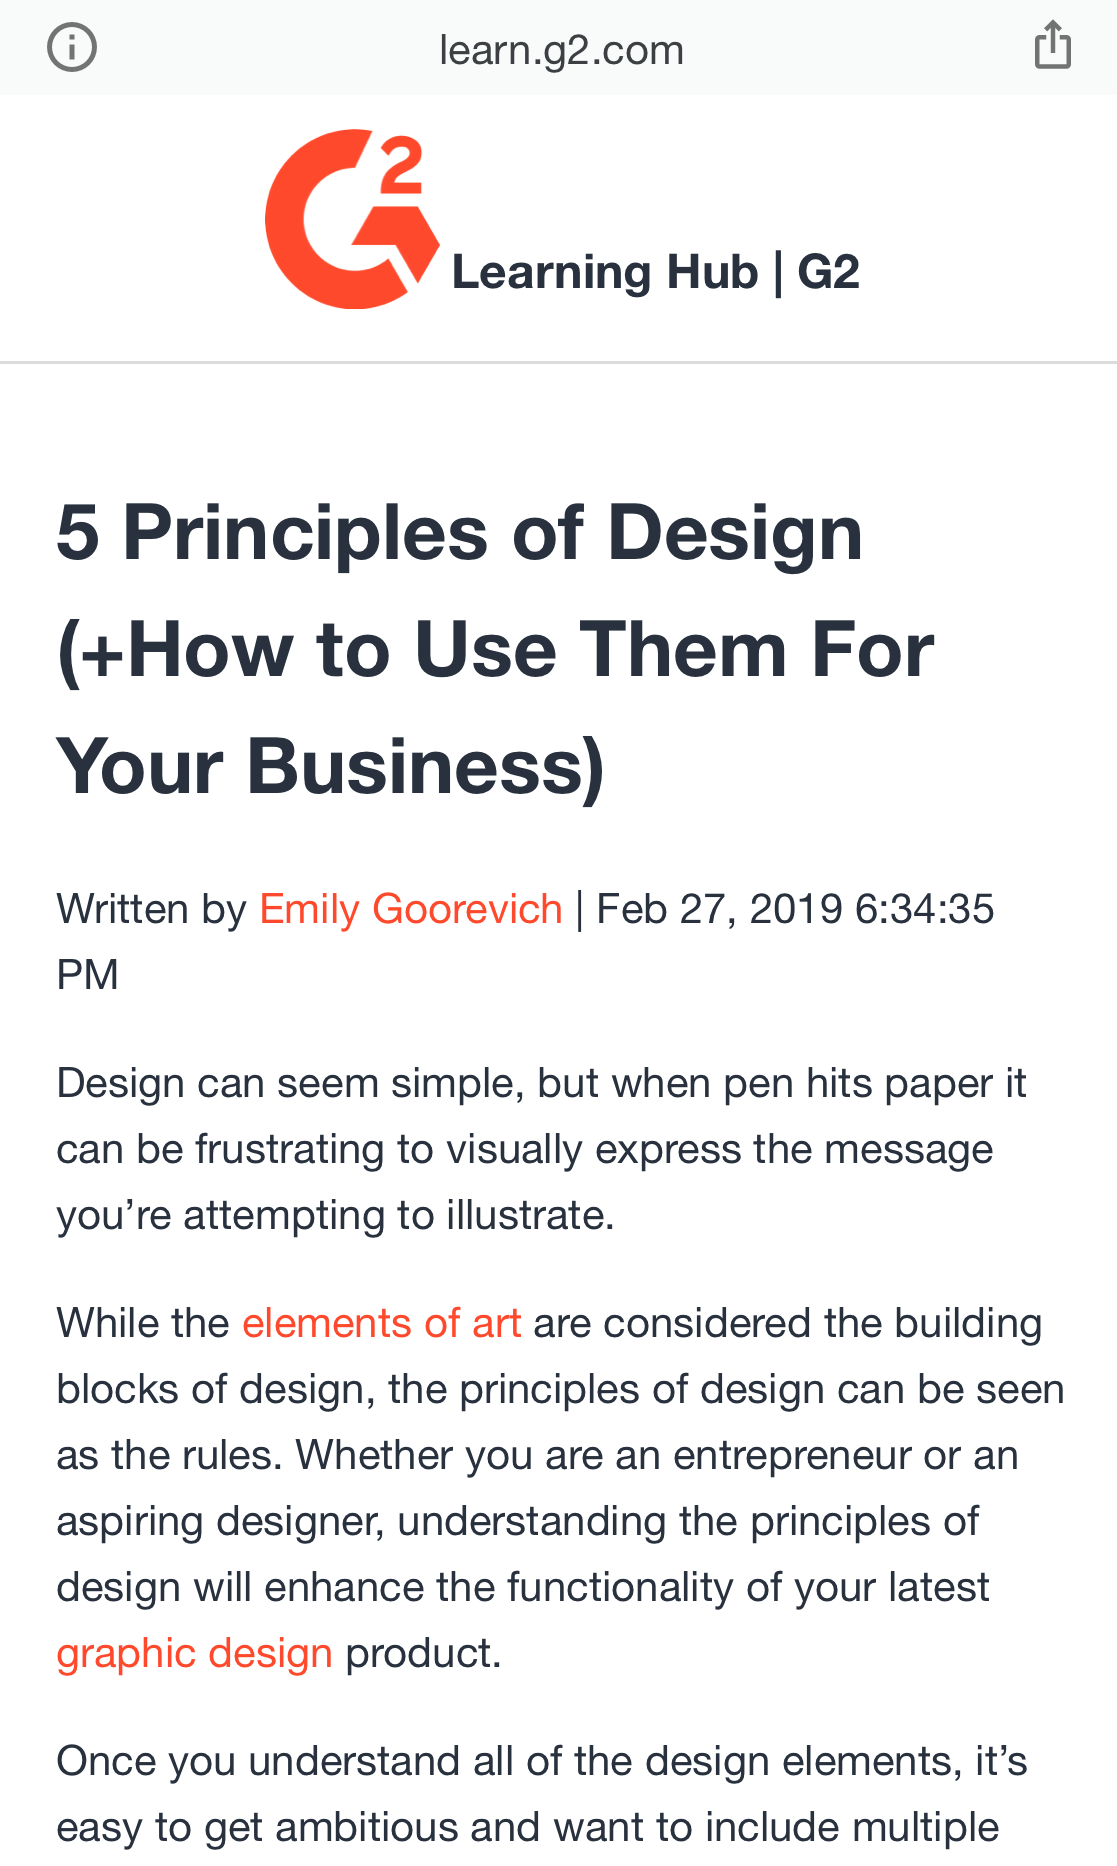 learn.g2.com
G2
Learning Hub | G2
5 Principles of Design
(+How to Use Them For
Your Business)
Written by Emily Goorevich | Feb 27, 2019 6:34:35
PM
Design can seem simple, but when pen hits paper it
can be frustrating to visually express the message
you’re attempting to illustrate.
While the elements of art are considered the building
blocks of design, the principles of design can be seen
as the rules. Whether you are an entrepreneur or an
aspiring designer, understanding the principles of
design will enhance the functionality of your latest
graphic design product.
Once you understand all of the design elements, it’s
easy to get ambitious and want to include multiple